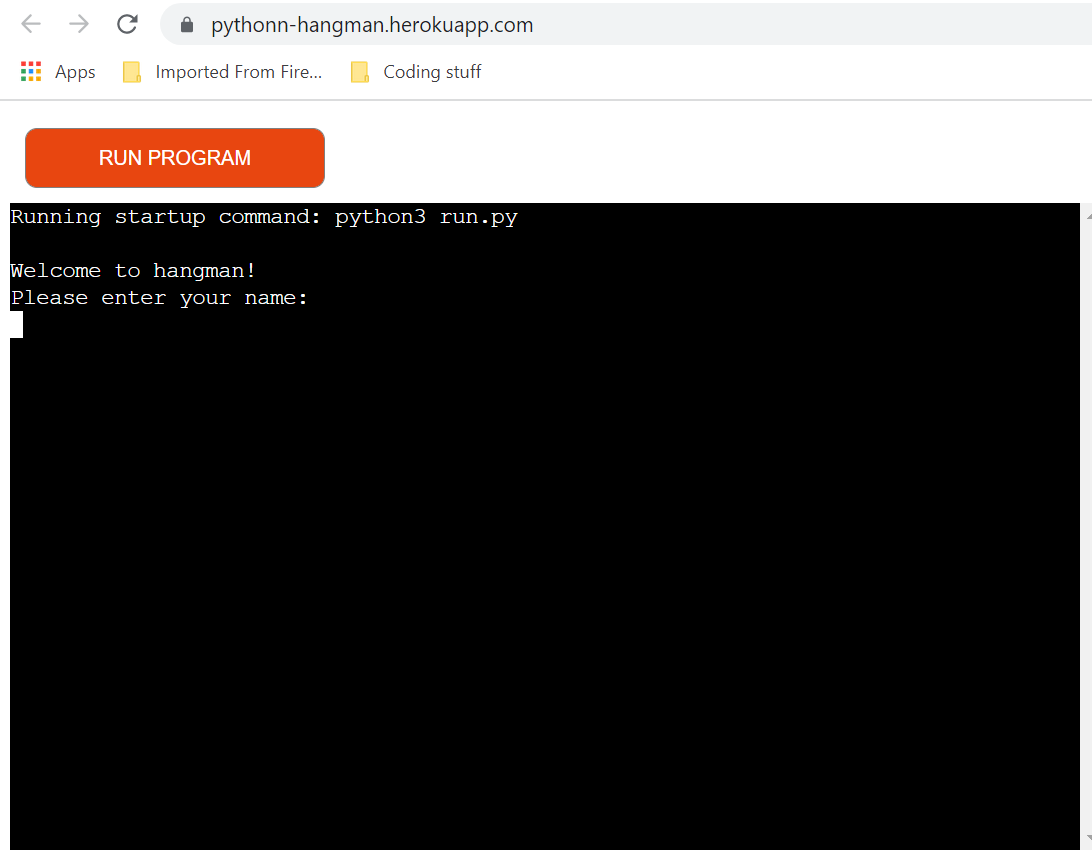 pythonn-hangman.herokuapp.com
Apps Imported From Fire... Coding stuff
RUN PROGRAM
Running startup command: python3 run.py
Welcome to hangman!
Please enter your name: